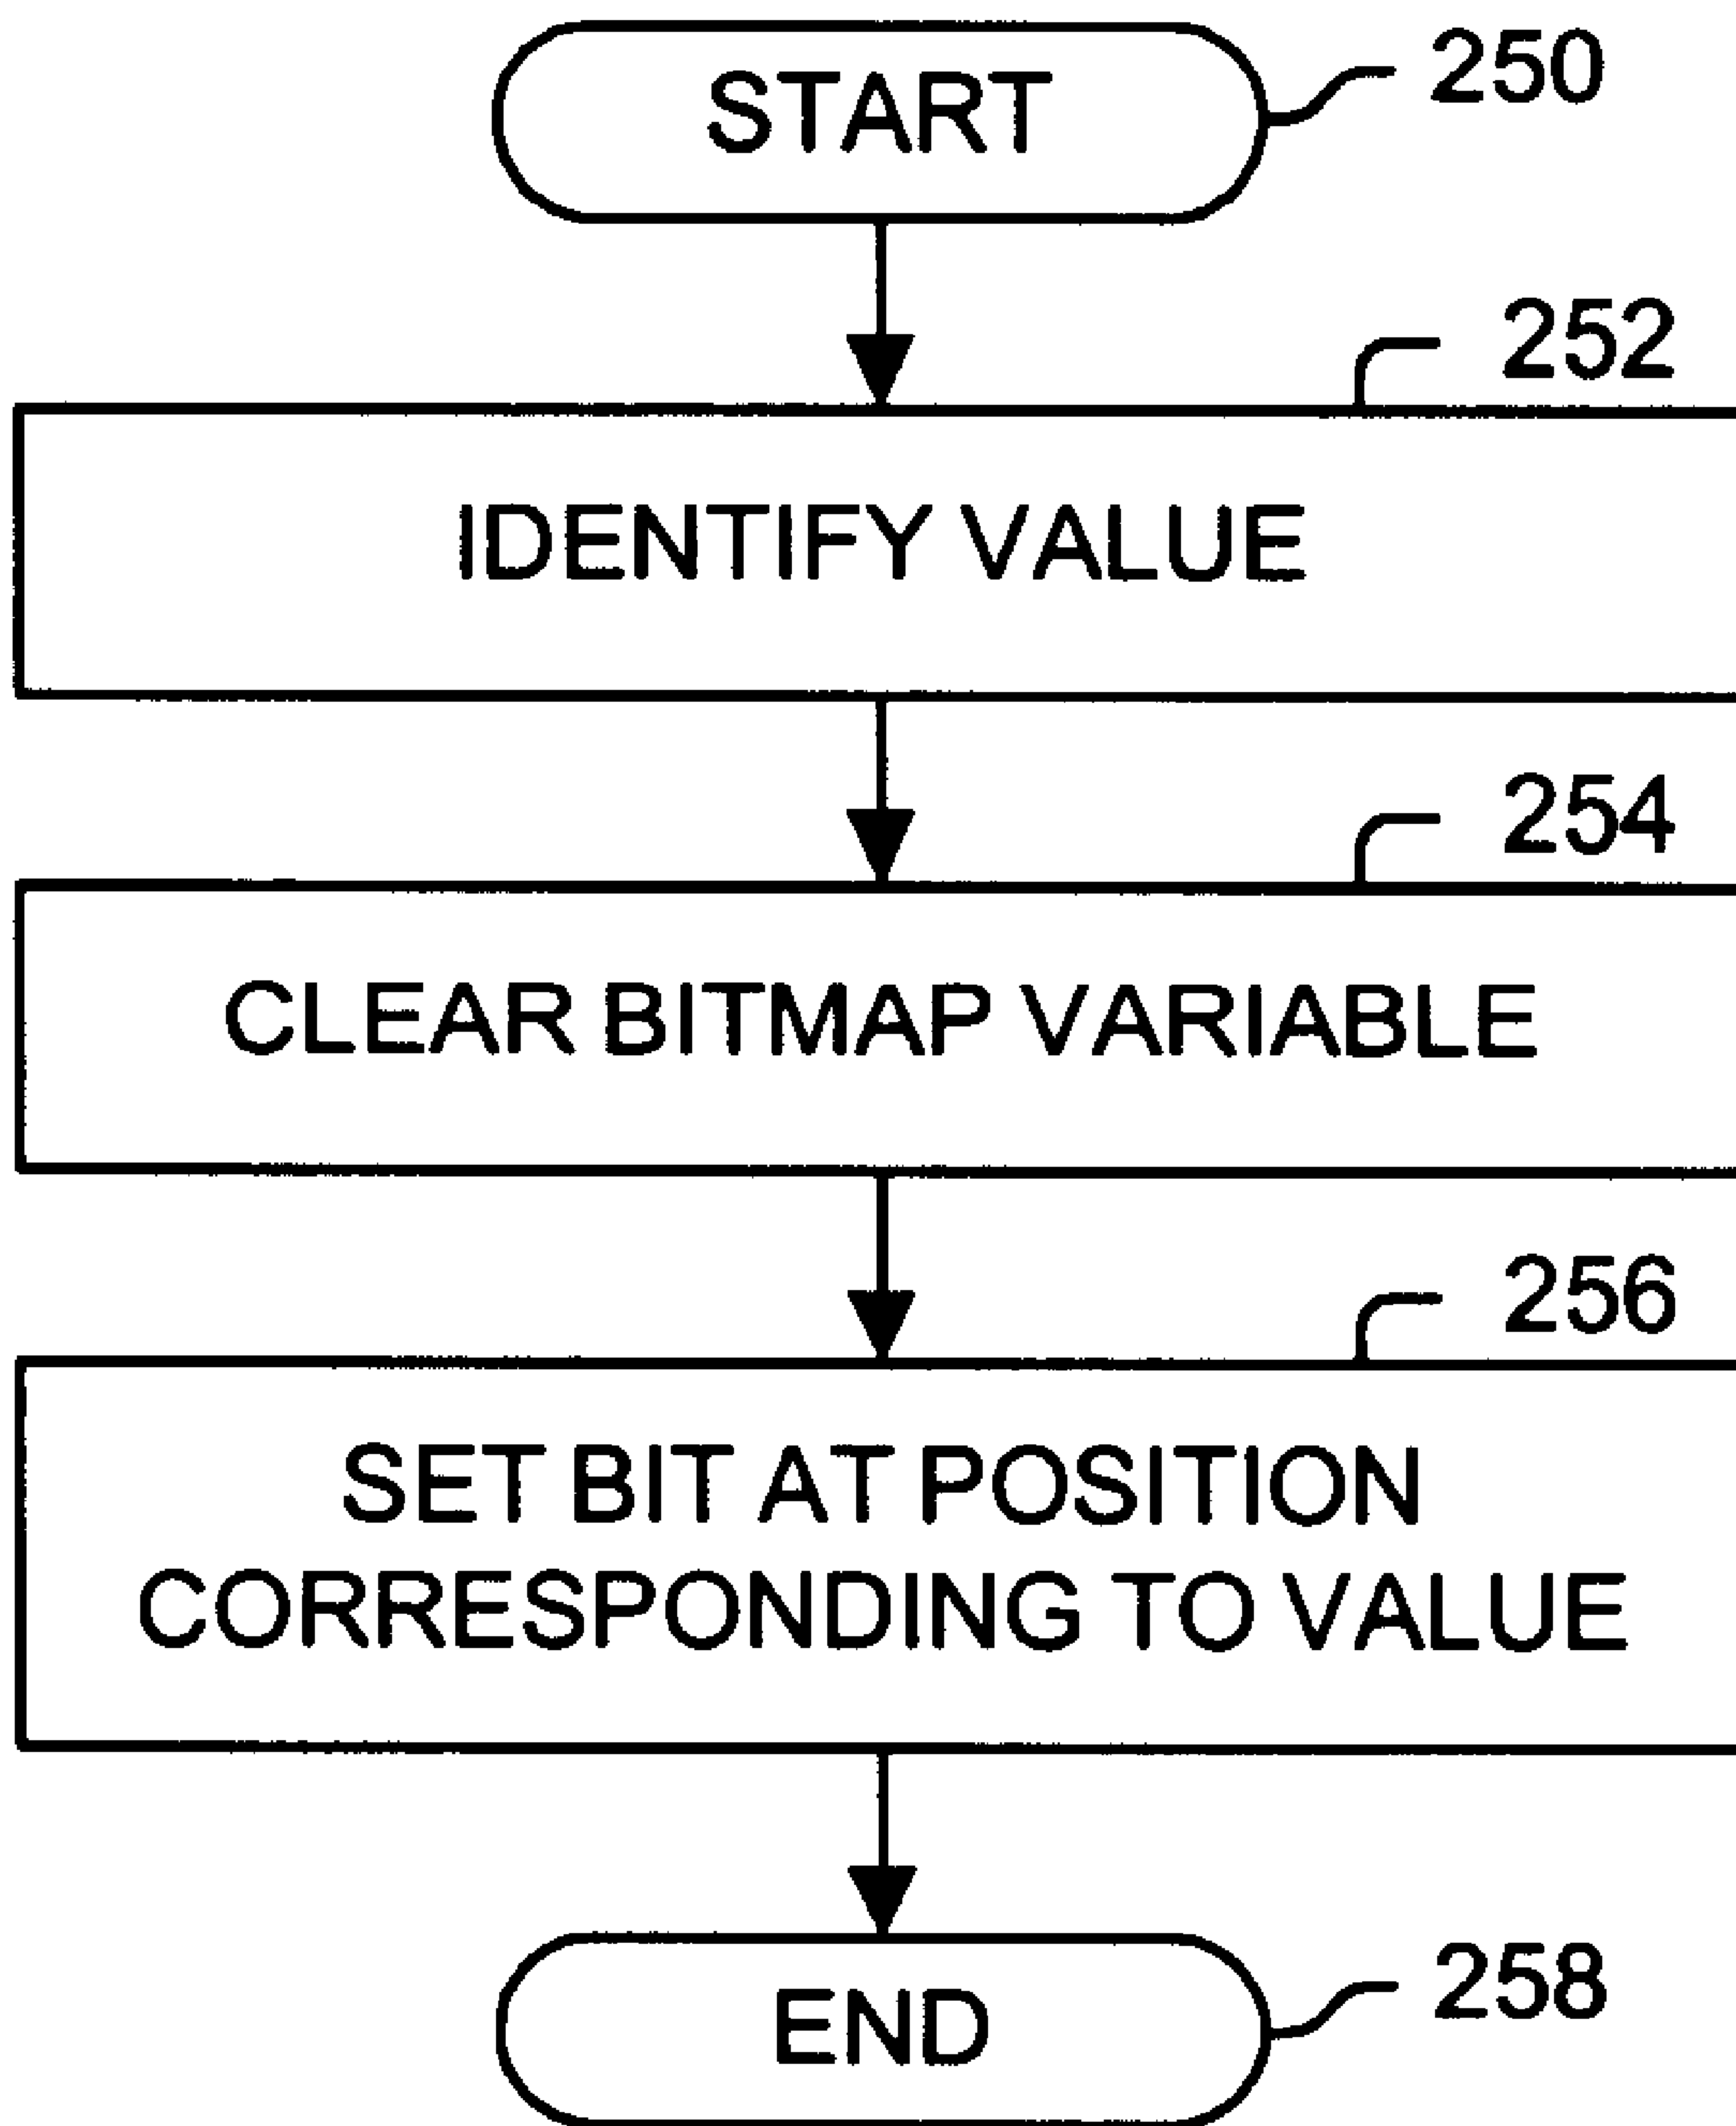 START
250
252
IDENTIFY VALUE
254
CLEAR BITMAP VARIABLE
256
SET BIT AT POSITION
CORRESPONDING TO VALUE
END
258